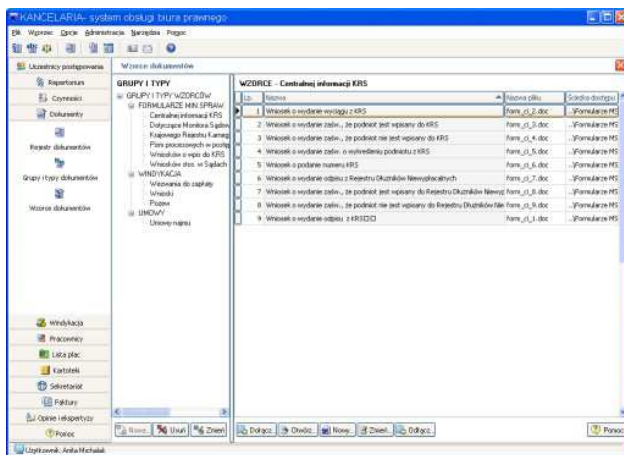 KANCELARIA- system obsługi biura prawnego
Plik Wzorzec Opcje Administracja Narzędzia Pomoc
Uczestnicy postępowania
Repertorium
Czynności
Dokumenty
Rejestr dokumentów
Grupy i typy dokumentów
Wzorce dokumentów
Windykacja
Pracownicy
Lista płac
Kartoteki
Sekretariat
Faktury
Opinie i ekspertyzy
Pomoc
Wzorce dokumentów
GRUPY I TYPY
GRUPY I TYPY WZORCÓW
FORMULARZE MIN SPRAW
Centralnej informacji KRS
Dotyczące Monitora Sądow
Krajowego Rejestru Karneg
Pism procesowych w postęp
Wniosków o wpis do KRS
Wniosków stos. w Sądach
WINDYKACJA
Wezwania do zapłaty
Wnioski
Pozew
UMOWY
Umowy najmu
Nowa... Usuń Zmień
WZORCE - Centralnej informacji KRS
Lp. Nazwa Nazwa pliku Ścieżka dostępu
1 Wniosek o wydanie wyciągu z KRS form_ci_2.doc ..\Formularze MS
2 Wniosek o wydanie zaśw., że podmiot jest wpisany do KRS form_ci_3.doc ..\Formularze MS
3 Wniosek o wydanie zaśw., że podmiot nie jest wpisany do KRS form_ci_4.doc ..\Formularze MS
4 Wniosek o wydanie zaśw. o wykreśleniu podmiotu z KRS form_ci_5.doc ..\Formularze MS
5 Wniosek o podanie numeru KRS form_ci_6.doc ..\Formularze MS
6 Wniosek o wydanie odpisu z Rejestru Dłużników Niewypłacalnych form_ci_7.doc ..\Formularze MS
7 Wniosek o wydanie zaśw., że podmiot jest wpisany do Rejestru Dłużników Niewyp form_ci_8.doc ..\Formularze MS
8 Wniosek o wydanie zaśw., że podmiot nie jest wpisany do Rejestru Dłużników Nie form_ci_9.doc ..\Formularze MS
9 Wniosek o wydanie odpisu z KRS□□ form_ci_1.doc ..\Formularze MS
Dołącz... Otwórz... Nowy... Zmień... Odłącz... Pomoc
Użytkownik: Anita Michalak